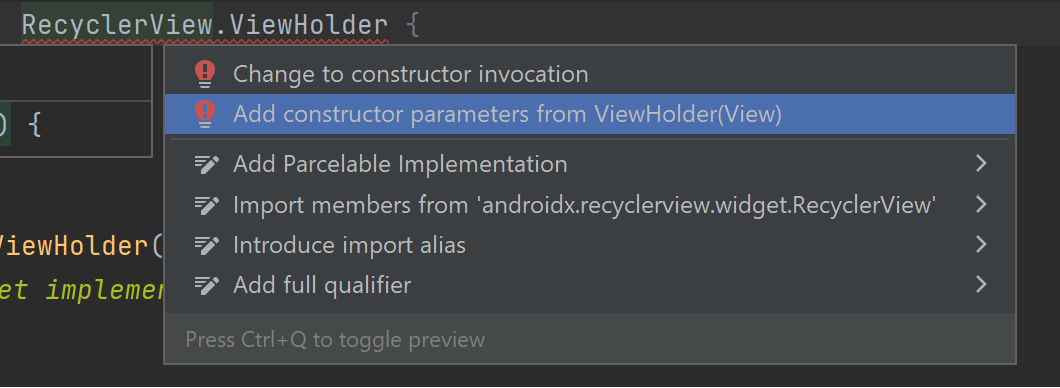 RecyclerView.ViewHolder {
Change to constructor invocation
Add constructor parameters from ViewHolder(View)
) {
Add Parcelable Implementation
Import members from 'androidx.recyclerview.widget.RecyclerView'
ViewHolder(
Introduce import alias
et implemen
Add full qualifier
Press Ctrl+Q to toggle preview